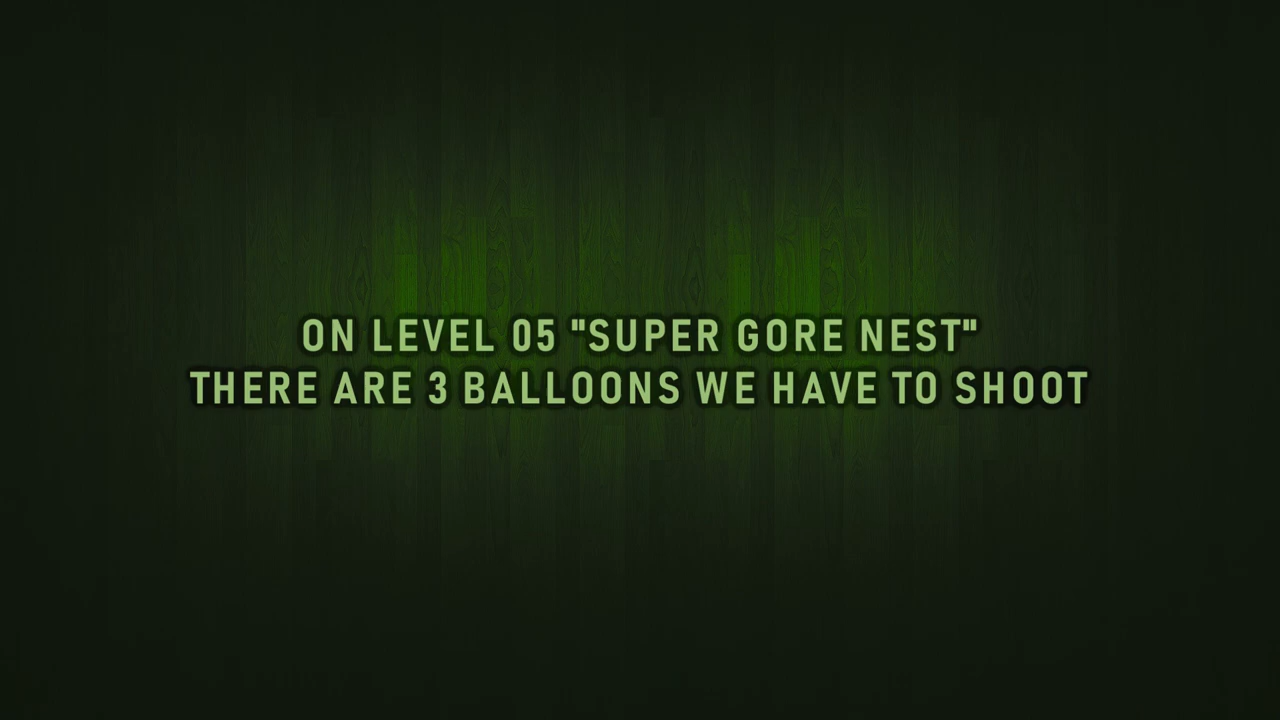 ON LEVEL 05 "SUPER GORE NEST"
THERE ARE 3 BALLOONS WE HAVE TO SHOOT